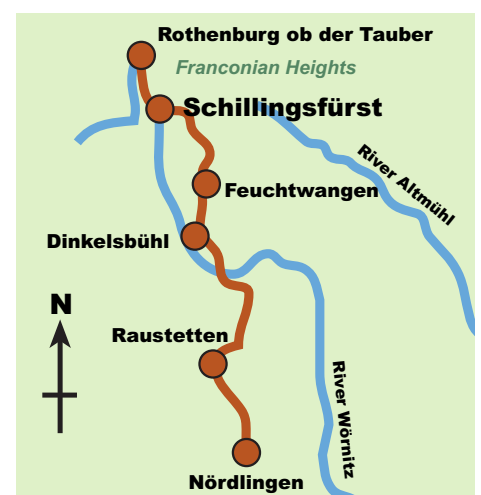 Rothenburg ob der Tauber
Franconian Heights
Schillingsfürst
River Altmühl
Feuchtwangen
Dinkelsbühl
N
Raustetten
River Wörnitz
Nördlingen